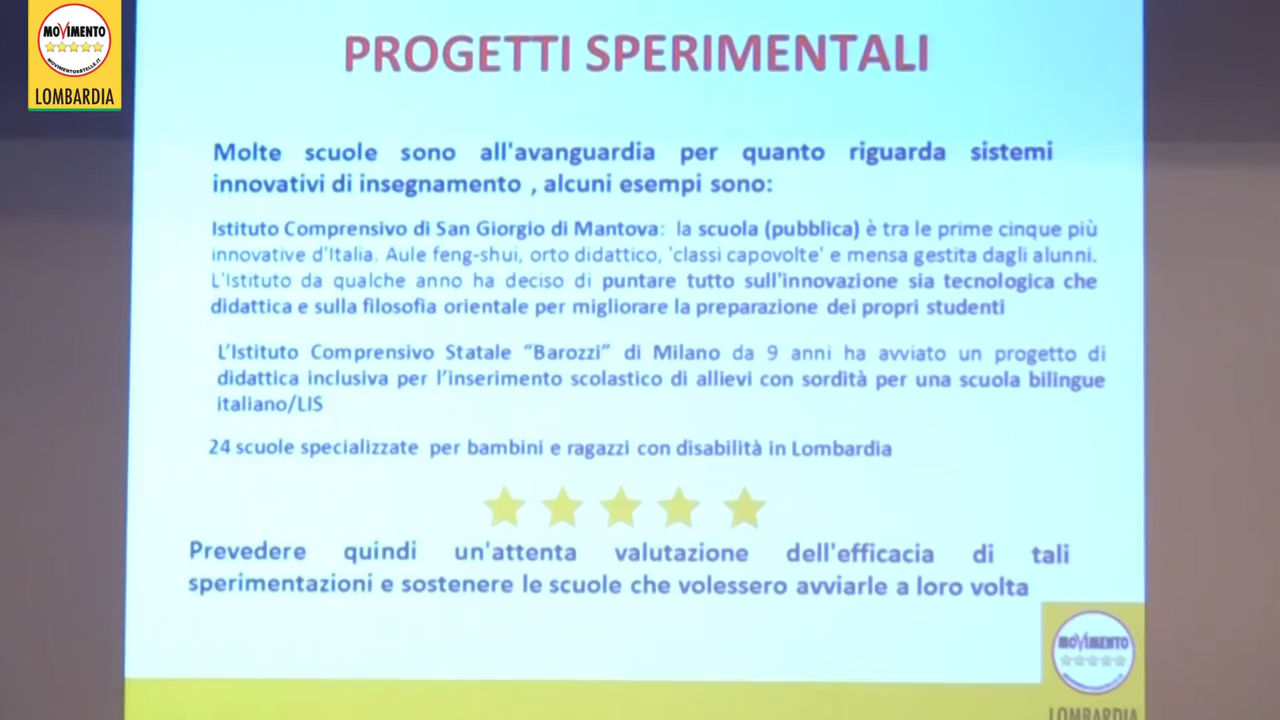 MOVIMENTO
MOVIMENTO5STELLE.IT
LOMBARDIA
PROGETTI SPERIMENTALI
Molte scuole sono all'avanguardia per quanto riguarda sistemi
innovativi di insegnamento , alcuni esempi sono:
Istituto Comprensivo di San Giorgio di Mantova: la scuola (pubblica) è tra le prime cinque più
innovative d'Italia. Aule feng-shui, orto didattico, 'classi capovolte' e mensa gestita dagli alunni.
L'Istituto da qualche anno ha deciso di puntare tutto sull'innovazione sia tecnologica che
didattica e sulla filosofia orientale per migliorare la preparazione dei propri studenti
L'Istituto Comprensivo Statale "Barozzi" di Milano da 9 anni ha avviato un progetto di
didattica inclusiva per l'inserimento scolastico di allievi con sordità per una scuola bilingue
italiano/LIS
24 scuole specializzate per bambini e ragazzi con disabilità in Lombardia
Prevedere quindi un'attenta valutazione dell'efficacia di tali
sperimentazioni e sostenere le scuole che volessero avviarle a loro volta
MOVIMENTO
LOMBARDIA